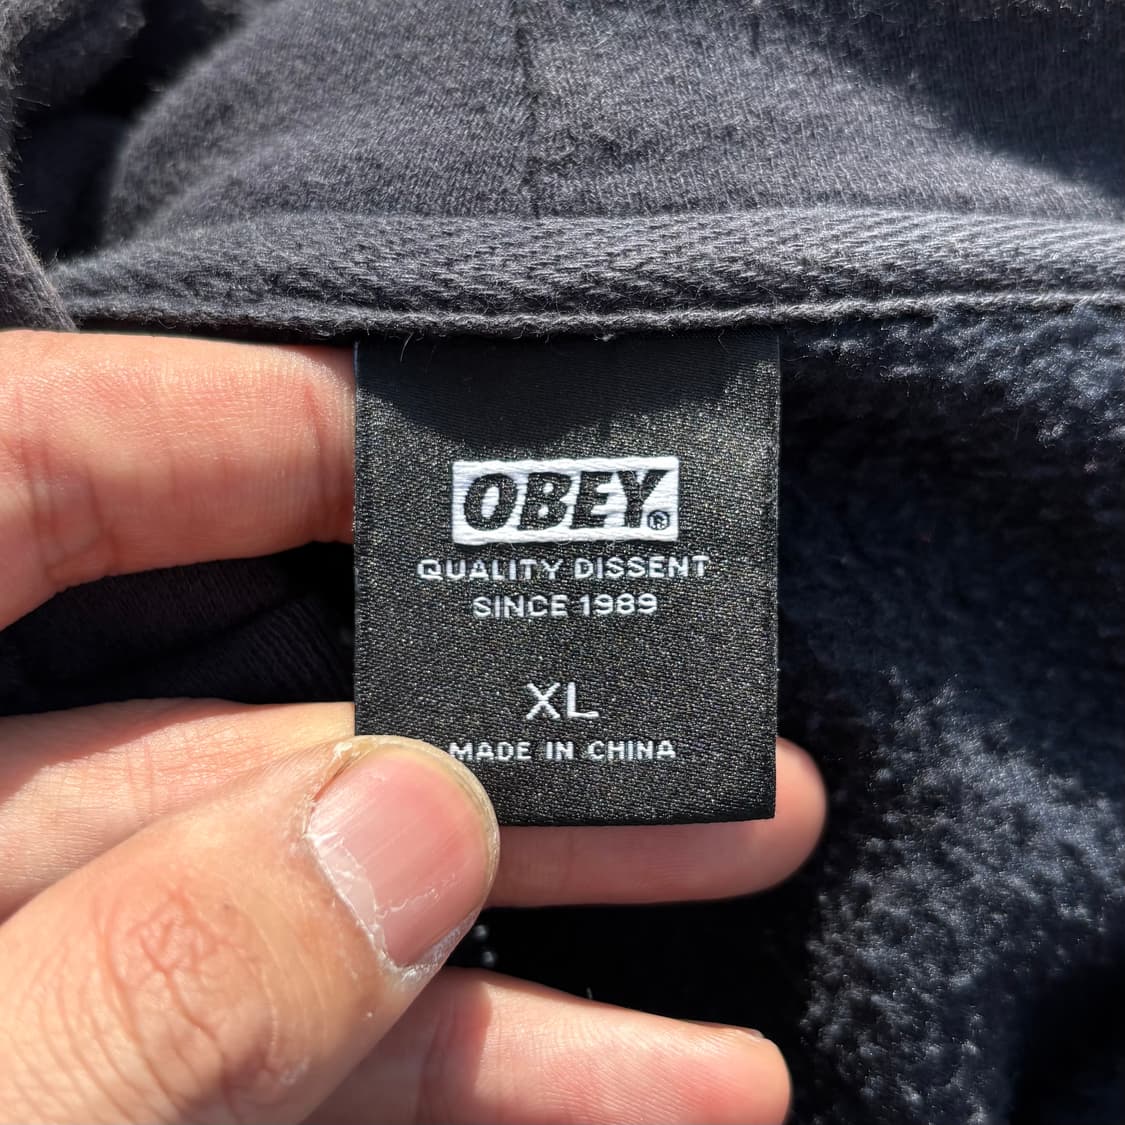 OBEY®
QUALITY DISSENT
SINCE 1989
XL
MADE IN CHINA